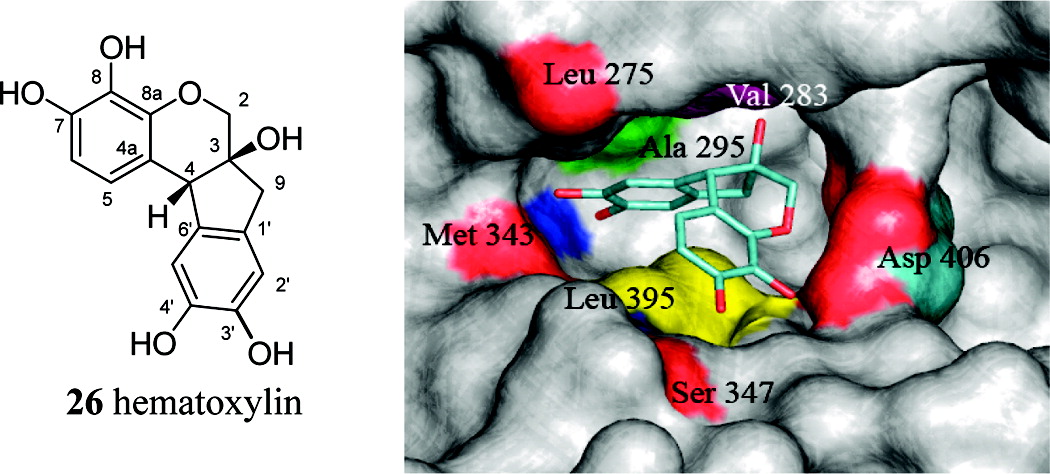 OH
8
HO
7
8a
O
2
4a
3
OH
4
5
9
H
6'
1'
4'
2'
3'
HO
OH
26 hematoxylin
Leu 275
Val 283
Ala 295
Met 343
Asp 406
Leu 395
Ser 347